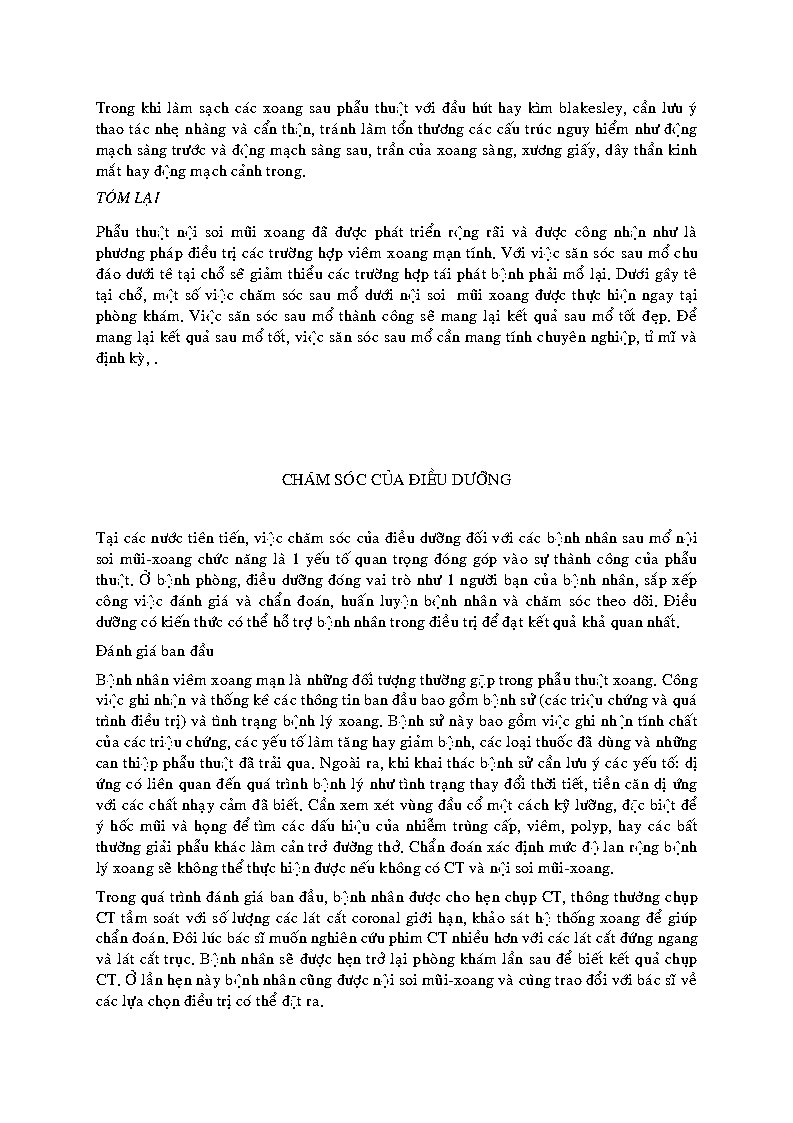 Trong khi làm sạch các xoang sau phẫu thuật với đầu hút hay kìm blakesley, cần lưu ý
thao tác nhẹ nhàng và cẩn thận, tránh làm tổn thương các cấu trúc nguy hiểm như động
mạch sàng trước và động mạch sàng sau, trần của xoang sàng, xương giấy, dây thần kinh
mắt hay động mạch cảnh trong.
TÓM LẠI
Phẫu thuật nội soi mũi xoang đã được phát triển rộng rãi và được công nhận như là
phương pháp điều trị các trường hợp viêm xoang mạn tính. Với việc săn sóc sau mổ chu
đáo dưới tê tại chỗ sẽ giảm thiểu các trường hợp tái phát bệnh phải mổ lại. Dưới gây tê
tại chỗ, một số việc chăm sóc sau mổ dưới nội soi mũi xoang được thực hiện ngay tại
phòng khám. Việc săn sóc sau mổ thành công sẽ mang lại kết quả sau mổ tốt đẹp. Để
mang lại kết quả sau mổ tốt, việc săn sóc sau mổ cần mang tính chuyên nghiệp, tỉ mĩ và
định kỳ, .
CHĂM SÓC CỦA ĐIỀU DƯỠNG
Tại các nước tiên tiến, việc chăm sóc của điều dưỡng đối với các bệnh nhân sau mổ nội
soi mũi-xoang chức năng là 1 yếu tố quan trọng đóng góp vào sự thành công của phẫu
thuật. Ở bệnh phòng, điều dưỡng đóng vai trò như 1 người bạn của bệnh nhân, sắp xếp
công việc đánh giá và chẩn đoán, huấn luyện bệnh nhân và chăm sóc theo dõi. Điều
dưỡng có kiến thức có thể hỗ trợ bệnh nhân trong điều trị để đạt kết quả khả quan nhất.
Đánh giá ban đầu
Bệnh nhân viêm xoang mạn là những đối tượng thường gặp trong phẫu thuật xoang. Công
việc ghi nhận và thống kê các thông tin ban đầu bao gồm bệnh sử (các triệu chứng và quá
trình điều trị) và tình trạng bệnh lý xoang. Bệnh sử này bao gồm việc ghi nhận tính chất
của các triệu chứng, các yếu tố làm tăng hay giảm bệnh, các loại thuốc đã dùng và những
can thiệp phẫu thuật đã trải qua. Ngoài ra, khi khai thác bệnh sử cần lưu ý các yếu tố: dị
ứng có liên quan đến quá trình bệnh lý như tình trạng thay đổi thời tiết, tiền căn dị ứng
với các chất nhạy cảm đã biết. Cần xem xét vùng đầu cổ một cách kỹ lưỡng, đặc biệt để
ý hốc mũi và họng để tìm các dấu hiệu của nhiễm trùng cấp, viêm, polyp, hay các bất
thường giải phẫu khác làm cản trở đường thở. Chẩn đoán xác định mức độ lan rộng bệnh
lý xoang sẽ không thể thực hiện được nếu không có CT và nội soi mũi-xoang.
Trong quá trình đánh giá ban đầu, bệnh nhân được cho hẹn chụp CT, thông thường chụp
CT tầm soát với số lượng các lát cắt coronal giới hạn, khảo sát hệ thống xoang để giúp
chẩn đoán. Đôi lúc bác sĩ muốn nghiên cứu phim CT nhiều hơn với các lát cắt đứng ngang
và lát cắt trục. Bệnh nhân sẽ được hẹn trở lại phòng khám lần sau để biết kết quả chụp
CT. Ở lần hẹn này bệnh nhân cũng được nội soi mũi-xoang và cùng trao đổi với bác sĩ về
các lựa chọn điều trị có thể đặt ra.